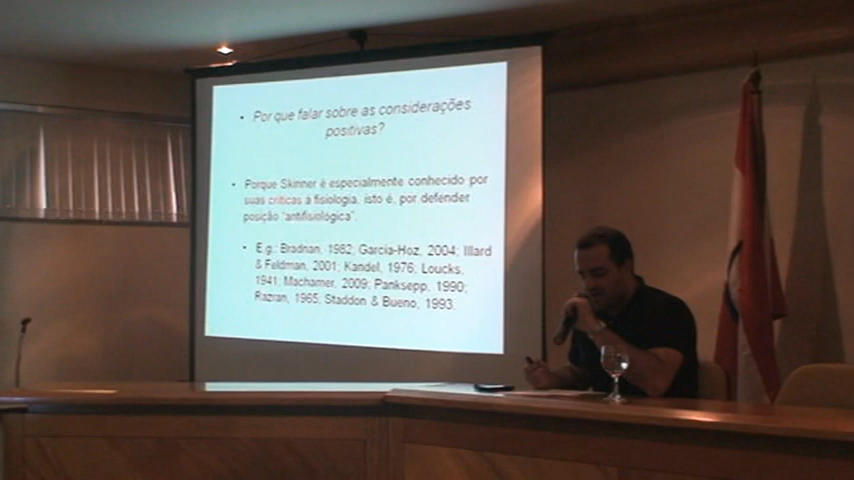 • Por que falar sobre as considerações
positivas?
• Porque Skinner é especialmente conhecido por
suas críticas à fisiologia, isto é, por defender
posição "antifisiológica".
• E.g.: Bradnan, 1982; García-Hoz, 2004; Illard
& Feldman, 2001; Kandel, 1976; Loucks,
1941; Machamer, 2009; Panksepp, 1990;
Razran, 1965; Staddon & Bueno, 1993.